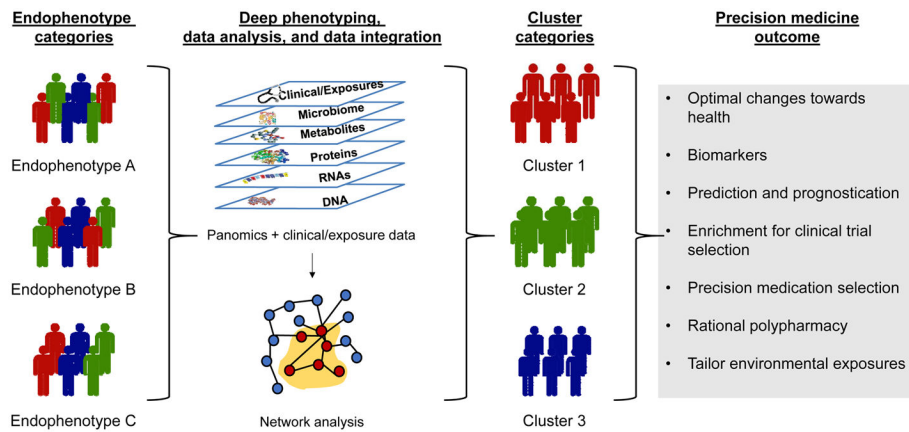 Endophenotype
categories
Endophenotype A
Endophenotype B
Endophenotype C
Deep phenotyping,
data analysis, and data integration
Clinical/Exposures
Microbiome
Metabolites
Proteins
RNAs
DNA
Panomics + clinical/exposure data
Network analysis
Cluster
categories
Cluster 1
Cluster 2
Cluster 3
Precision medicine
outcome
• Optimal changes towards
health
• Biomarkers
• Prediction and prognostication
• Enrichment for clinical trial
selection
• Precision medication selection
• Rational polypharmacy
• Tailor environmental exposures